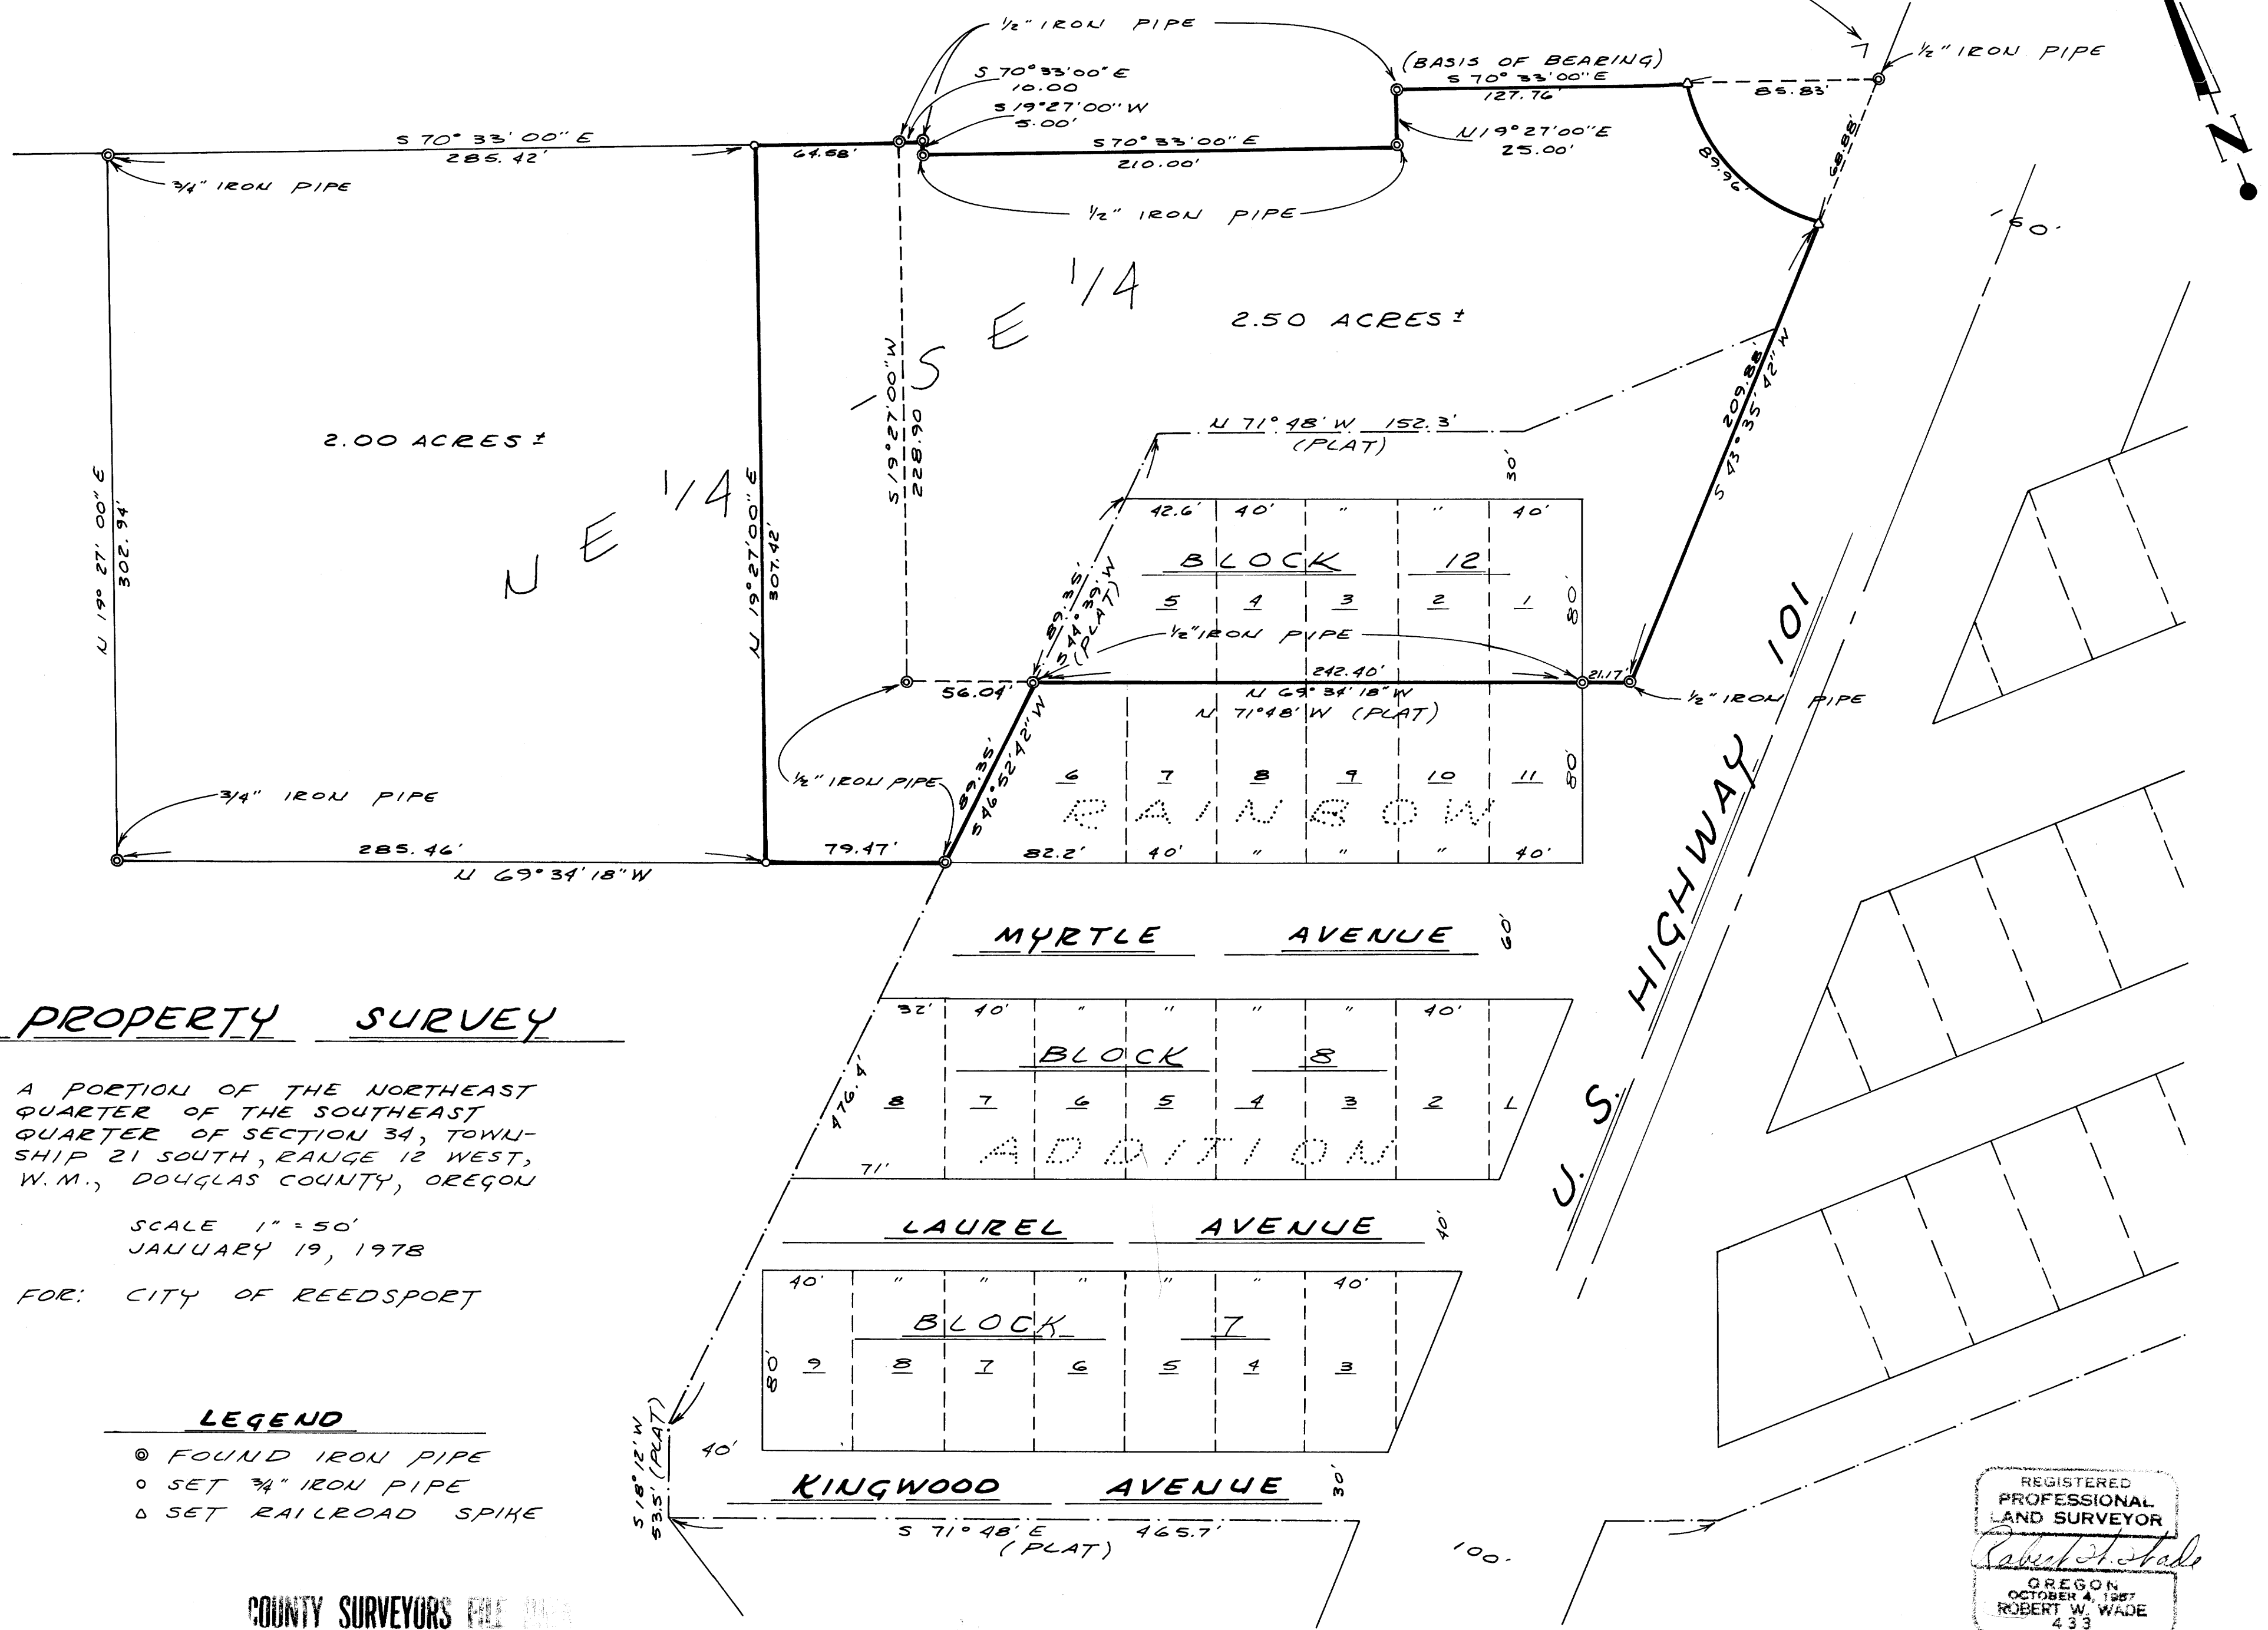 1/2" IRON PIPE
(BASIS OF BEARING)
S 70° 33' 00" E
127.76'
85.83'
1/2" IRON PIPE
S 70° 33' 00" E
10.00
S 19° 27' 00" W
5.00'
S 70° 33' 00" E
285.42'
64.58'
S 70° 33' 00" E
210.00'
N 19° 27' 00" E
25.00'
89.96'
68.88'
N
3/4" IRON PIPE
1/2" IRON PIPE
60'
S E 1/4
2.50 ACRES ±
S 19° 27' 00" W
228.90
209.88'
S 43° 35' 42" W
2.00 ACRES ±
N 71° 48' W 152.3'
(PLAT)
30'
N 19° 27' 00" E
302.94'
N E 1/4
N 19° 27' 00" E
307.42'
42.6' 40' " " 40'
BLOCK 12
5 4 3 2 1
80'
89.35'
S 44° 39' W
(PLAT)
1/2" IRON PIPE
56.04'
242.40'
21.17'
N 69° 34' 18" W
N 71° 48' W (PLAT)
1/2" IRON PIPE
89.35'
S 46° 52' 42" W
1/2" IRON PIPE
6 7 8 9 10 11
80'
RAINBOW
3/4" IRON PIPE
285.46'
N 69° 34' 18" W
79.47'
82.2' 40' " " " 40'
U. S. HIGHWAY 101
MYRTLE AVENUE
60'
PROPERTY SURVEY
A PORTION OF THE NORTHEAST
QUARTER OF THE SOUTHEAST
QUARTER OF SECTION 34, TOWN-
SHIP 21 SOUTH, RANGE 12 WEST,
W.M., DOUGLAS COUNTY, OREGON
SCALE 1" = 50'
JANUARY 19, 1978
FOR: CITY OF REEDSPORT
32' 40' " " " " 40'
BLOCK 8
476.4'
8 7 6 5 4 3 2 1
ADDITION
71'
LAUREL AVENUE
40'
40' " " " " " 40'
BLOCK 7
80'
9 8 7 6 5 4 3
40'
S 18° 12' W
53.5' (PLAT)
KINGWOOD AVENUE
30'
S 71° 48' E 465.7'
(PLAT)
100'
LEGEND
FOUND IRON PIPE
SET 3/4" IRON PIPE
SET RAILROAD SPIKE
COUNTY SURVEYORS FILE
REGISTERED
PROFESSIONAL
LAND SURVEYOR
Robert W. Wade
OREGON
OCTOBER 4, 1957
ROBERT W. WADE
433